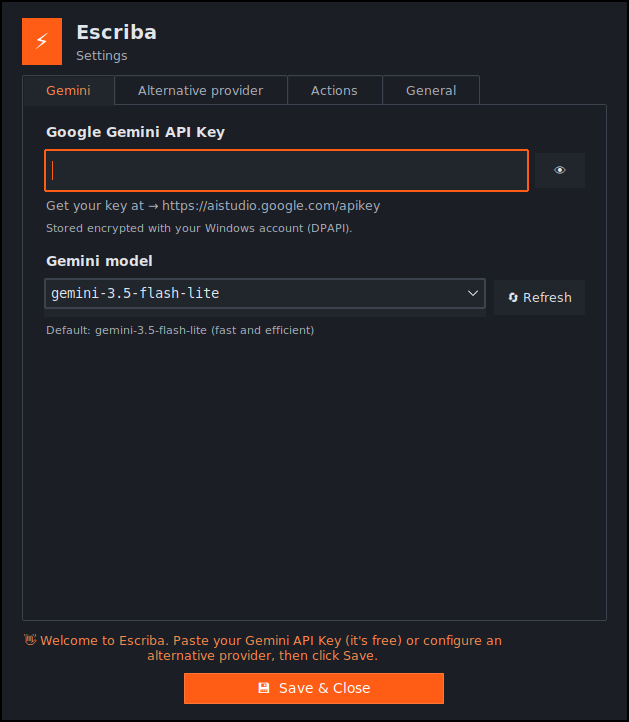 Escriba
Settings
Gemini
Alternative provider
Actions
General
Google Gemini API Key
Get your key at → https://aistudio.google.com/apikey
Stored encrypted with your Windows account (DPAPI).
Gemini model
gemini-3.5-flash-lite
Refresh
Default: gemini-3.5-flash-lite (fast and efficient)
👋 Welcome to Escriba. Paste your Gemini API Key (it's free) or configure an
alternative provider, then click Save.
💾 Save & Close